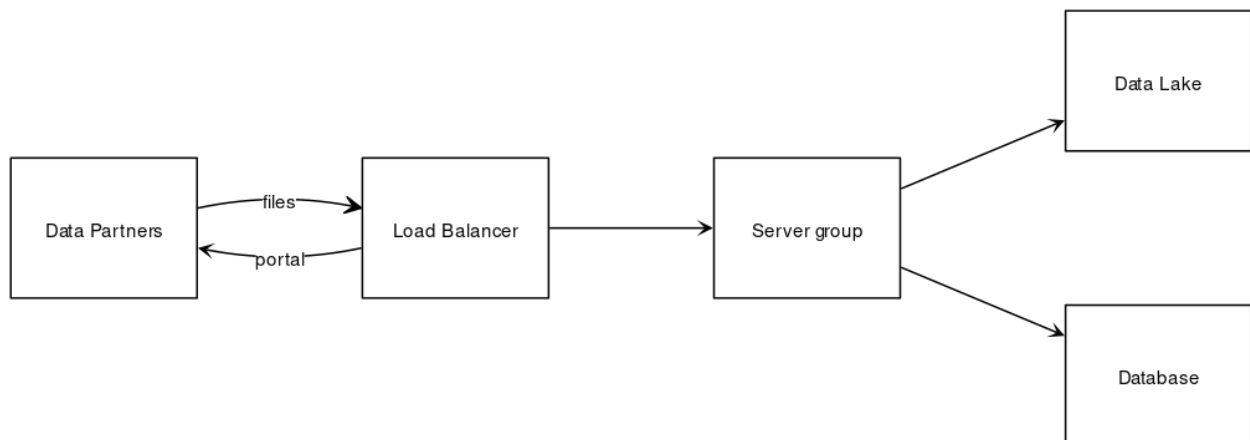 Data Lake
files
Data Partners
Load Balancer
Server group
portal
Database